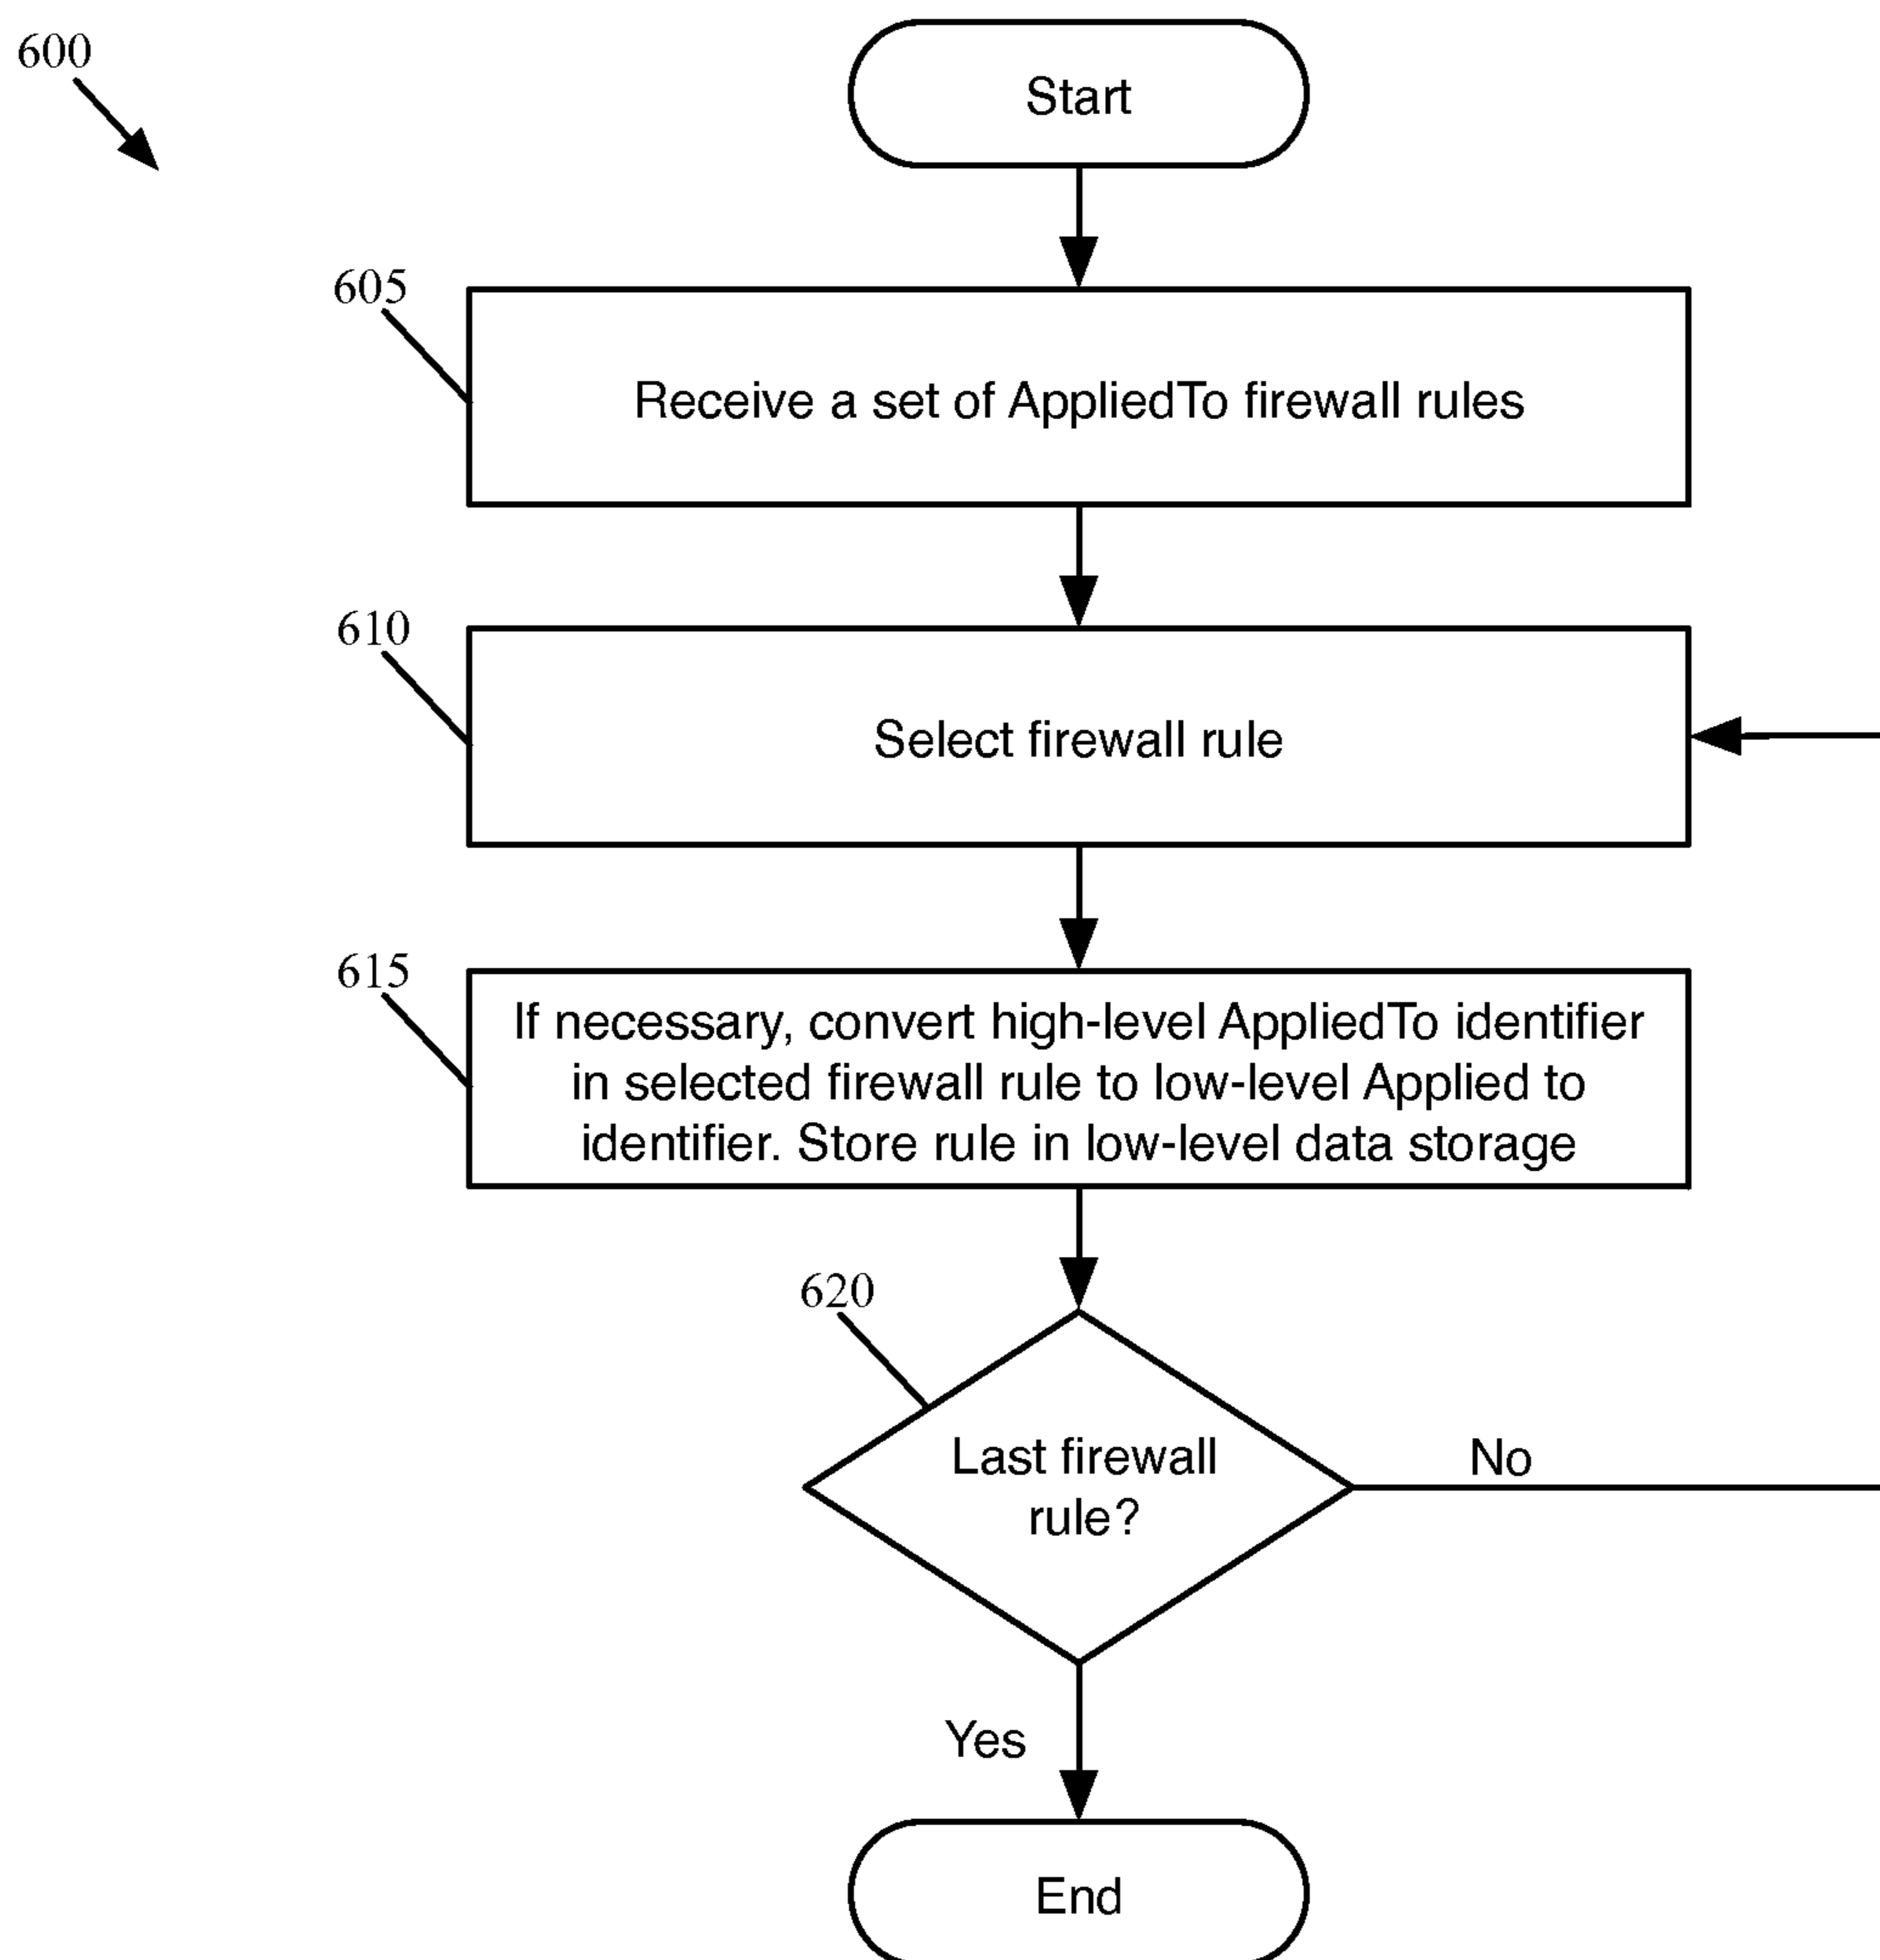 600
Start
605
Receive a set of AppliedTo firewall rules
610
Select firewall rule
615
If necessary, convert high-level AppliedTo identifier
in selected firewall rule to low-level Applied to
identifier. Store rule in low-level data storage
620
Last firewall
rule?
No
Yes
End